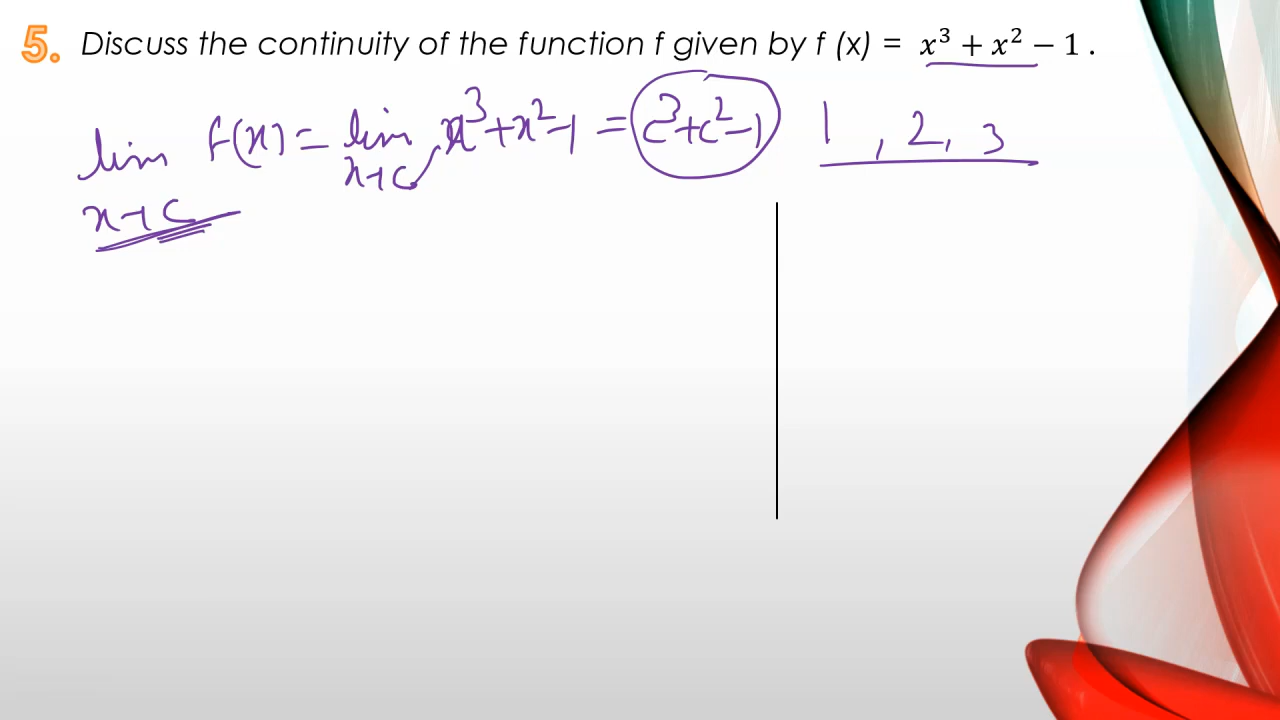 5. Discuss the continuity of the function f given by f (x) = x³ + x² − 1 .
lim f(x) = lim x³+x²-1 = c³+c²-1 1 , 2, 3
x→c x→c